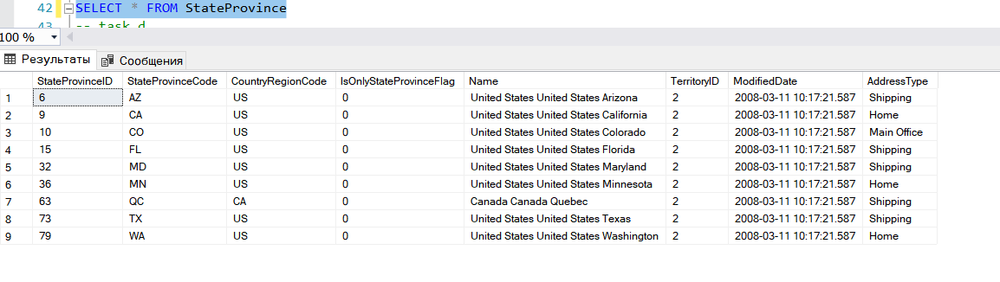 42 SELECT * FROM StateProvince
43 -- task d
100 %
Результаты Сообщения
StateProvinceID StateProvinceCode CountryRegionCode IsOnlyStateProvinceFlag Name TerritoryID ModifiedDate AddressType
1 6 AZ US 0 United States United States Arizona 2 2008-03-11 10:17:21.587 Shipping
2 9 CA US 0 United States United States California 2 2008-03-11 10:17:21.587 Home
3 10 CO US 0 United States United States Colorado 2 2008-03-11 10:17:21.587 Main Office
4 15 FL US 0 United States United States Florida 2 2008-03-11 10:17:21.587 Shipping
5 32 MD US 0 United States United States Maryland 2 2008-03-11 10:17:21.587 Shipping
6 36 MN US 0 United States United States Minnesota 2 2008-03-11 10:17:21.587 Home
7 63 QC CA 0 Canada Canada Quebec 2 2008-03-11 10:17:21.587 Shipping
8 73 TX US 0 United States United States Texas 2 2008-03-11 10:17:21.587 Shipping
9 79 WA US 0 United States United States Washington 2 2008-03-11 10:17:21.587 Home